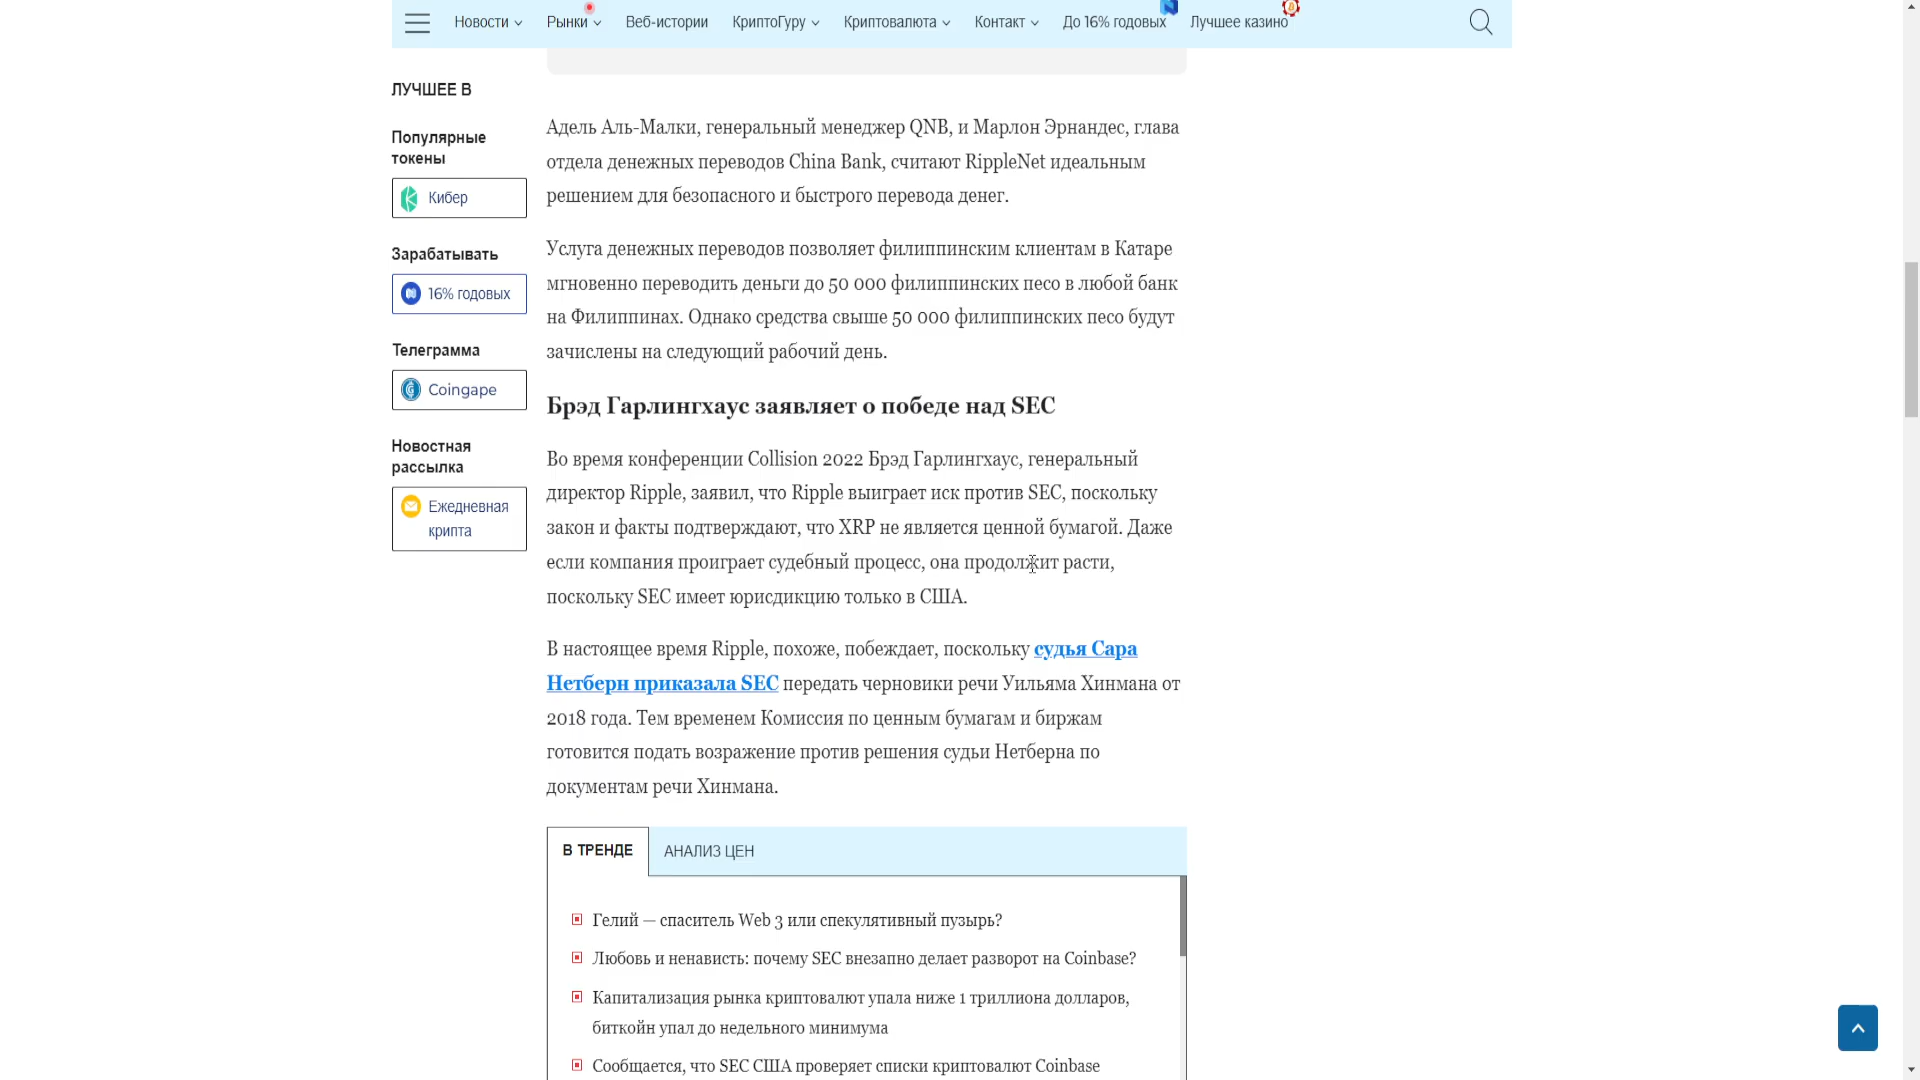 Новости Рынки Веб-истории КриптоГуру Криптовалюта Контакт До 16% годовых Лучшее казино
ЛУЧШЕЕ В
Популярные
токены
Кибер
Зарабатывать
16% годовых
Телеграмма
Coingape
Новостная
рассылка
Ежедневная
крипта
Адель Аль-Малки, генеральный менеджер QNB, и Марлон Эрнандес, глава
отдела денежных переводов China Bank, считают RippleNet идеальным
решением для безопасного и быстрого перевода денег.
Услуга денежных переводов позволяет филиппинским клиентам в Катаре
мгновенно переводить деньги до 50 000 филиппинских песо в любой банк
на Филиппинах. Однако средства свыше 50 000 филиппинских песо будут
зачислены на следующий рабочий день.
Брэд Гарлингхаус заявляет о победе над SEC
Во время конференции Collision 2022 Брэд Гарлингхаус, генеральный
директор Ripple, заявил, что Ripple выиграет иск против SEC, поскольку
закон и факты подтверждают, что XRP не является ценной бумагой. Даже
если компания проиграет судебный процесс, она продолжит расти,
поскольку SEC имеет юрисдикцию только в США.
В настоящее время Ripple, похоже, побеждает, поскольку судья Сара
Нетберн приказала SEC передать черновики речи Уильяма Хинмана от
2018 года. Тем временем Комиссия по ценным бумагам и биржам
готовится подать возражение против решения судьи Нетберна по
документам речи Хинмана.
В ТРЕНДЕ АНАЛИЗ ЦЕН
Гелий — спаситель Web 3 или спекулятивный пузырь?
Любовь и ненависть: почему SEC внезапно делает разворот на Coinbase?
Капитализация рынка криптовалют упала ниже 1 триллиона долларов,
биткойн упал до недельного минимума
Сообщается, что SEC США проверяет списки криптовалют Coinbase